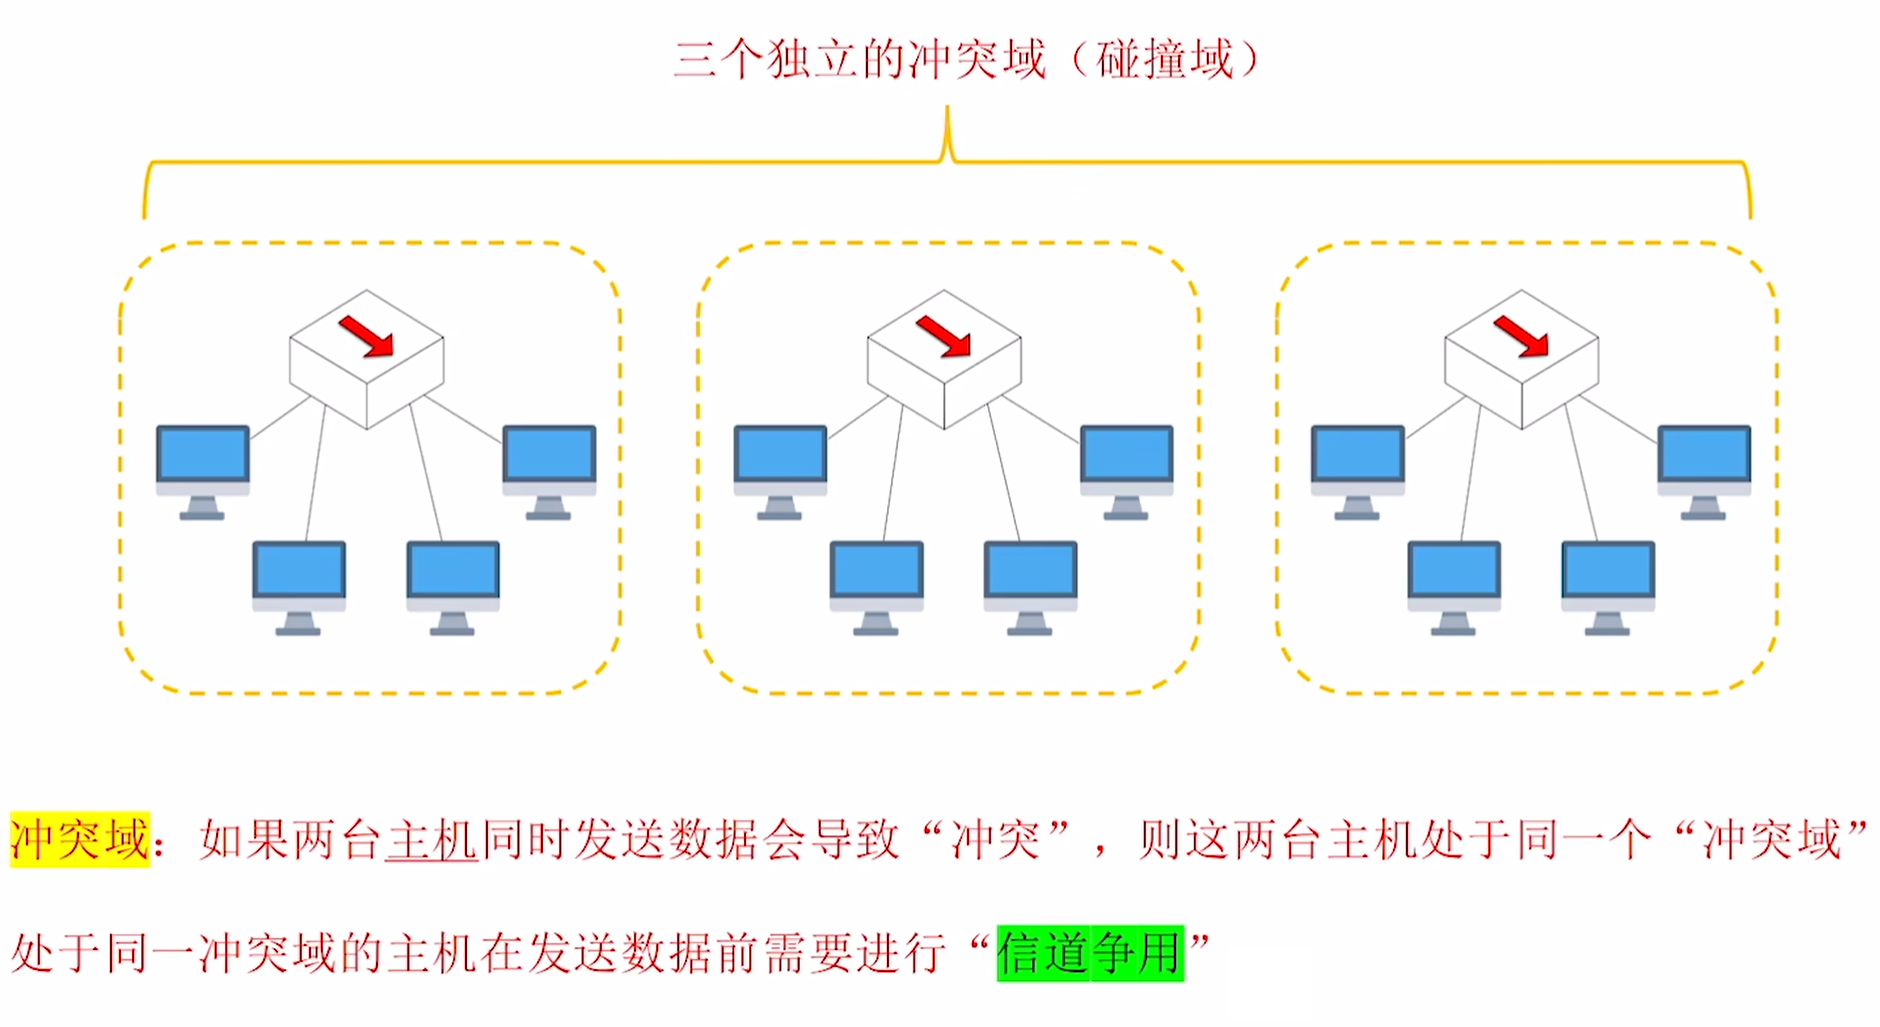 三个独立的冲突域（碰撞域）
冲突域：如果两台主机同时发送数据会导致“冲突”，则这两台主机处于同一个“冲突域”
处于同一冲突域的主机在发送数据前需要进行“信道争用”